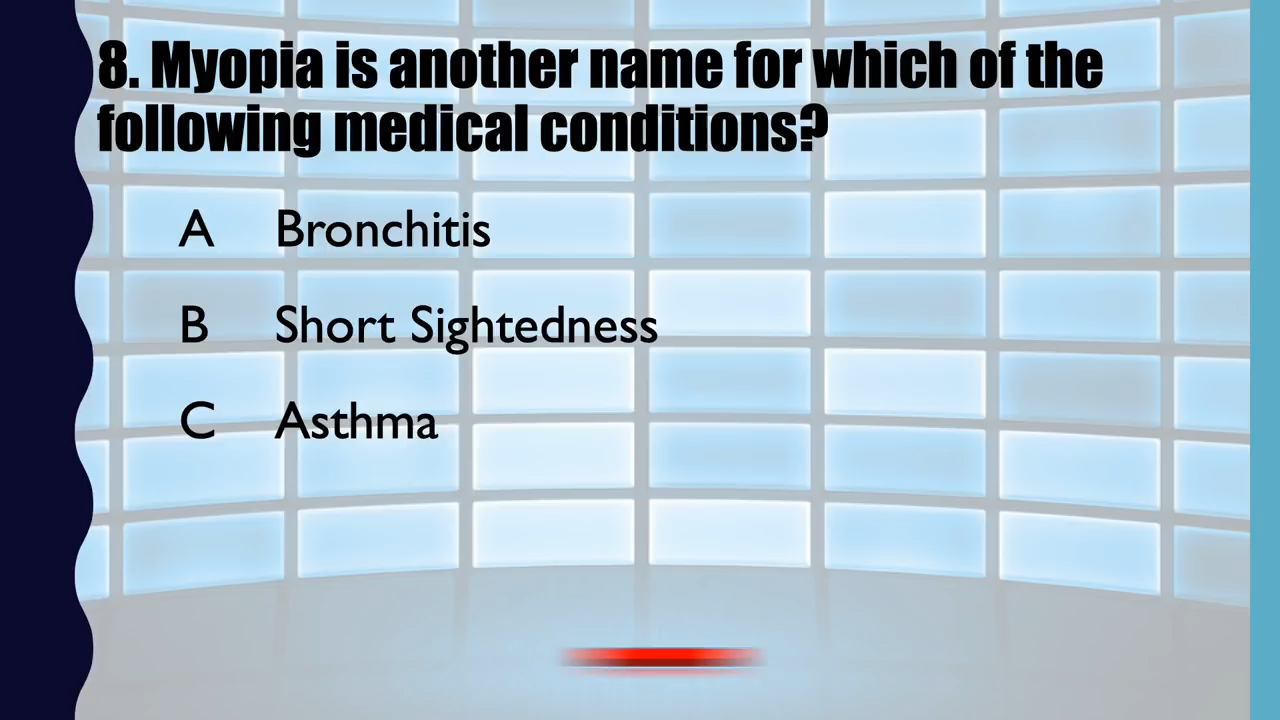 8. Myopia is another name for which of the
following medical conditions?
A Bronchitis
B Short Sightedness
C Asthma